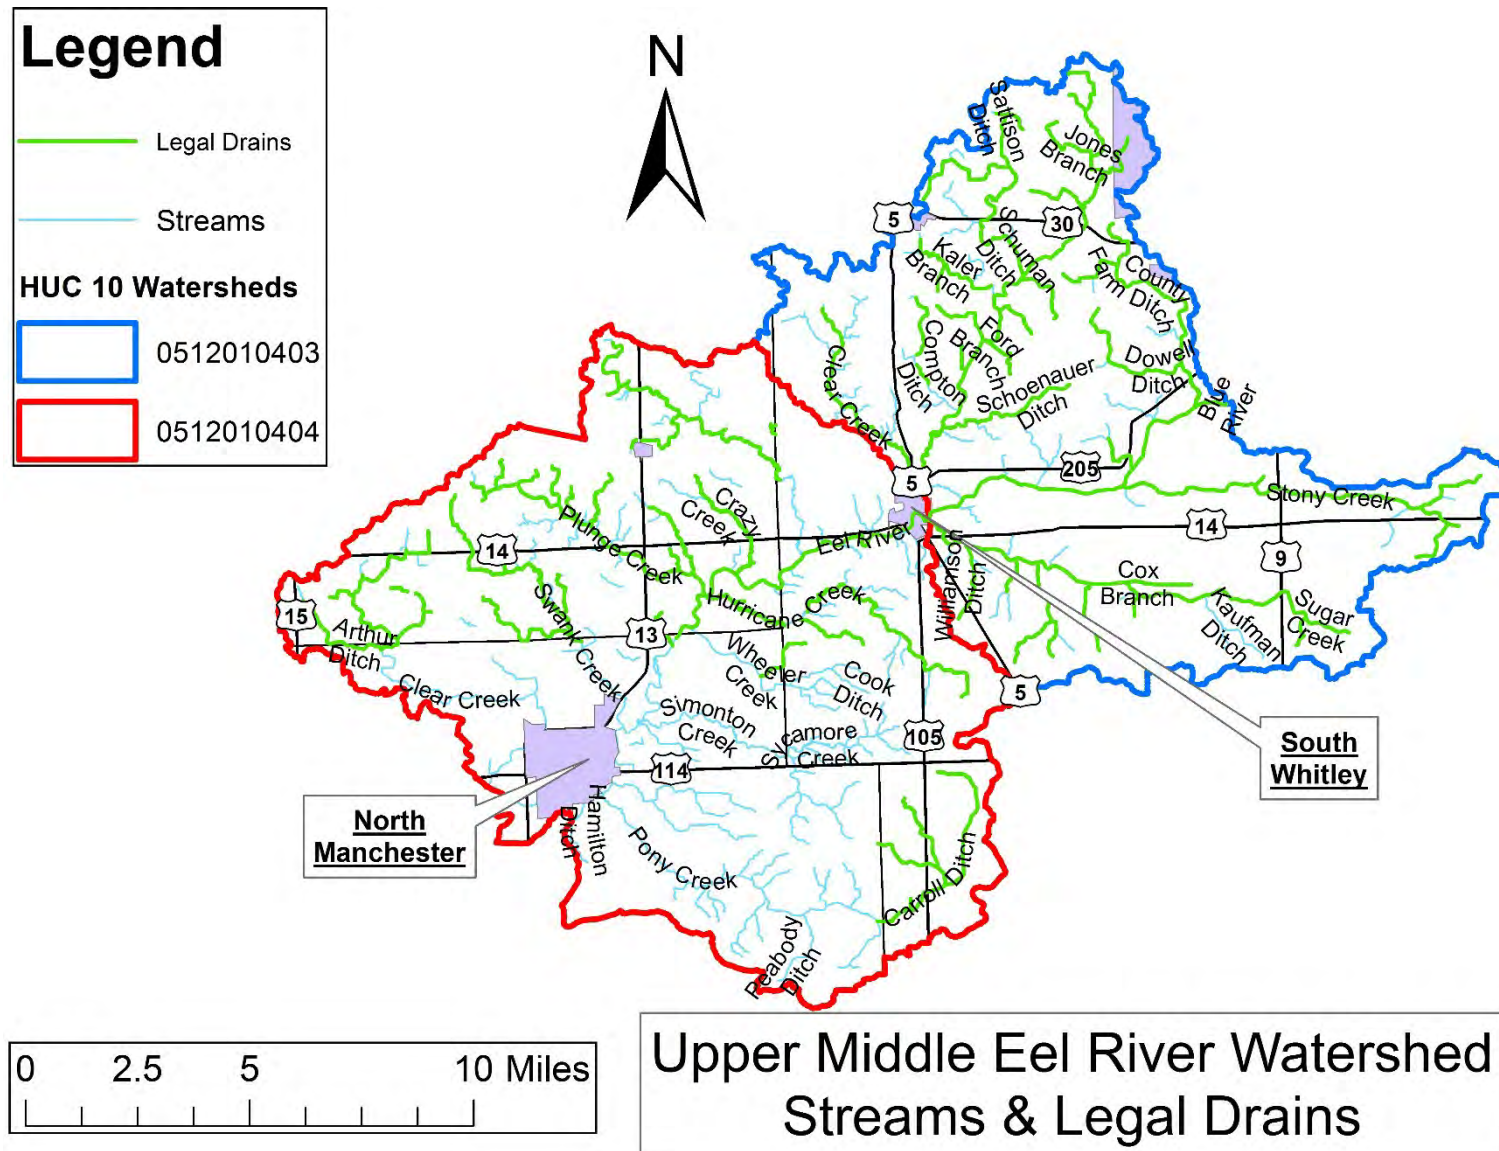 Legend
Legal Drains
Streams
HUC 10 Watersheds
0512010403
0512010404
N
Sattison
Ditch
Jones
Branch
5
30
Schuman
Ditch
Kaler
Branch
County
Farm Ditch
Ford
Branch
Compton
Ditch
Clear Creek
Schoenauer
Ditch
Dowell
Ditch
Blue
River
205
5
Stony Creek
14
9
Cox
Branch
Kaufman
Ditch
Sugar
Creek
Williamson
Ditch
Eel River
Crazy
Creek
Plunge Creek
14
Hurricane Creek
Swank Creek
15
Arthur
Ditch
13
Wheeler
Creek
Cook
Ditch
Clear Creek
Simonton
Creek
Sycamore
Creek
5
105
114
South
Whitley
North
Manchester
Hamilton
Ditch
Pony Creek
Carroll Ditch
Peabody
Ditch
0 2.5 5 10 Miles
Upper Middle Eel River Watershed
Streams & Legal Drains